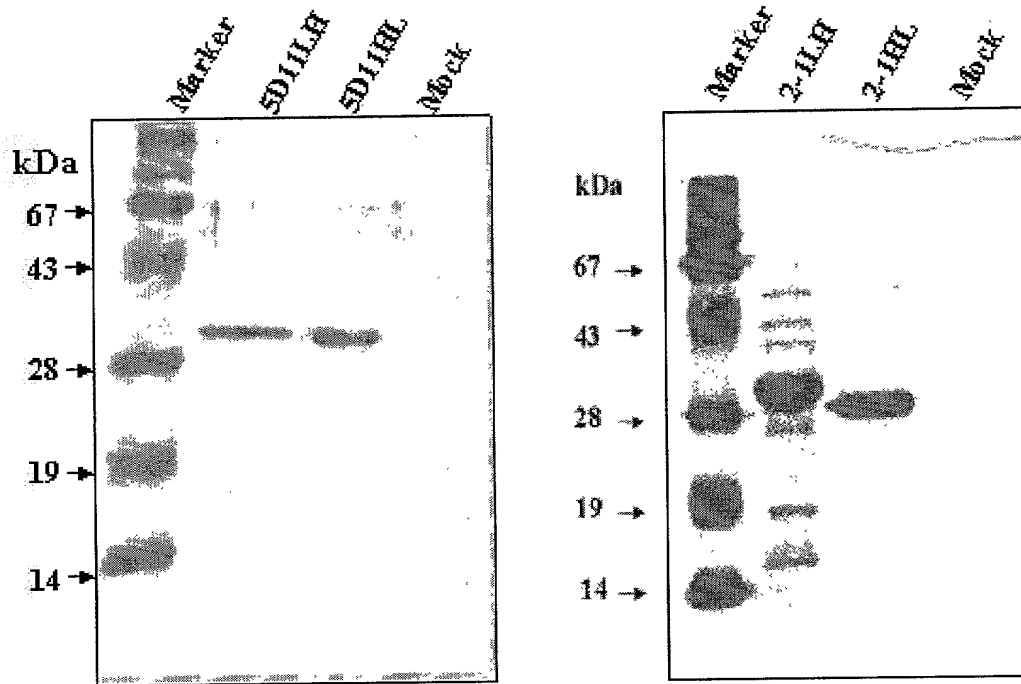 Marker 5D11LH 5D11HL Mock
kDa
67
43
28
19
14
Marker 2-1LH 2-1HL Mock
kDa
67
43
28
19
14